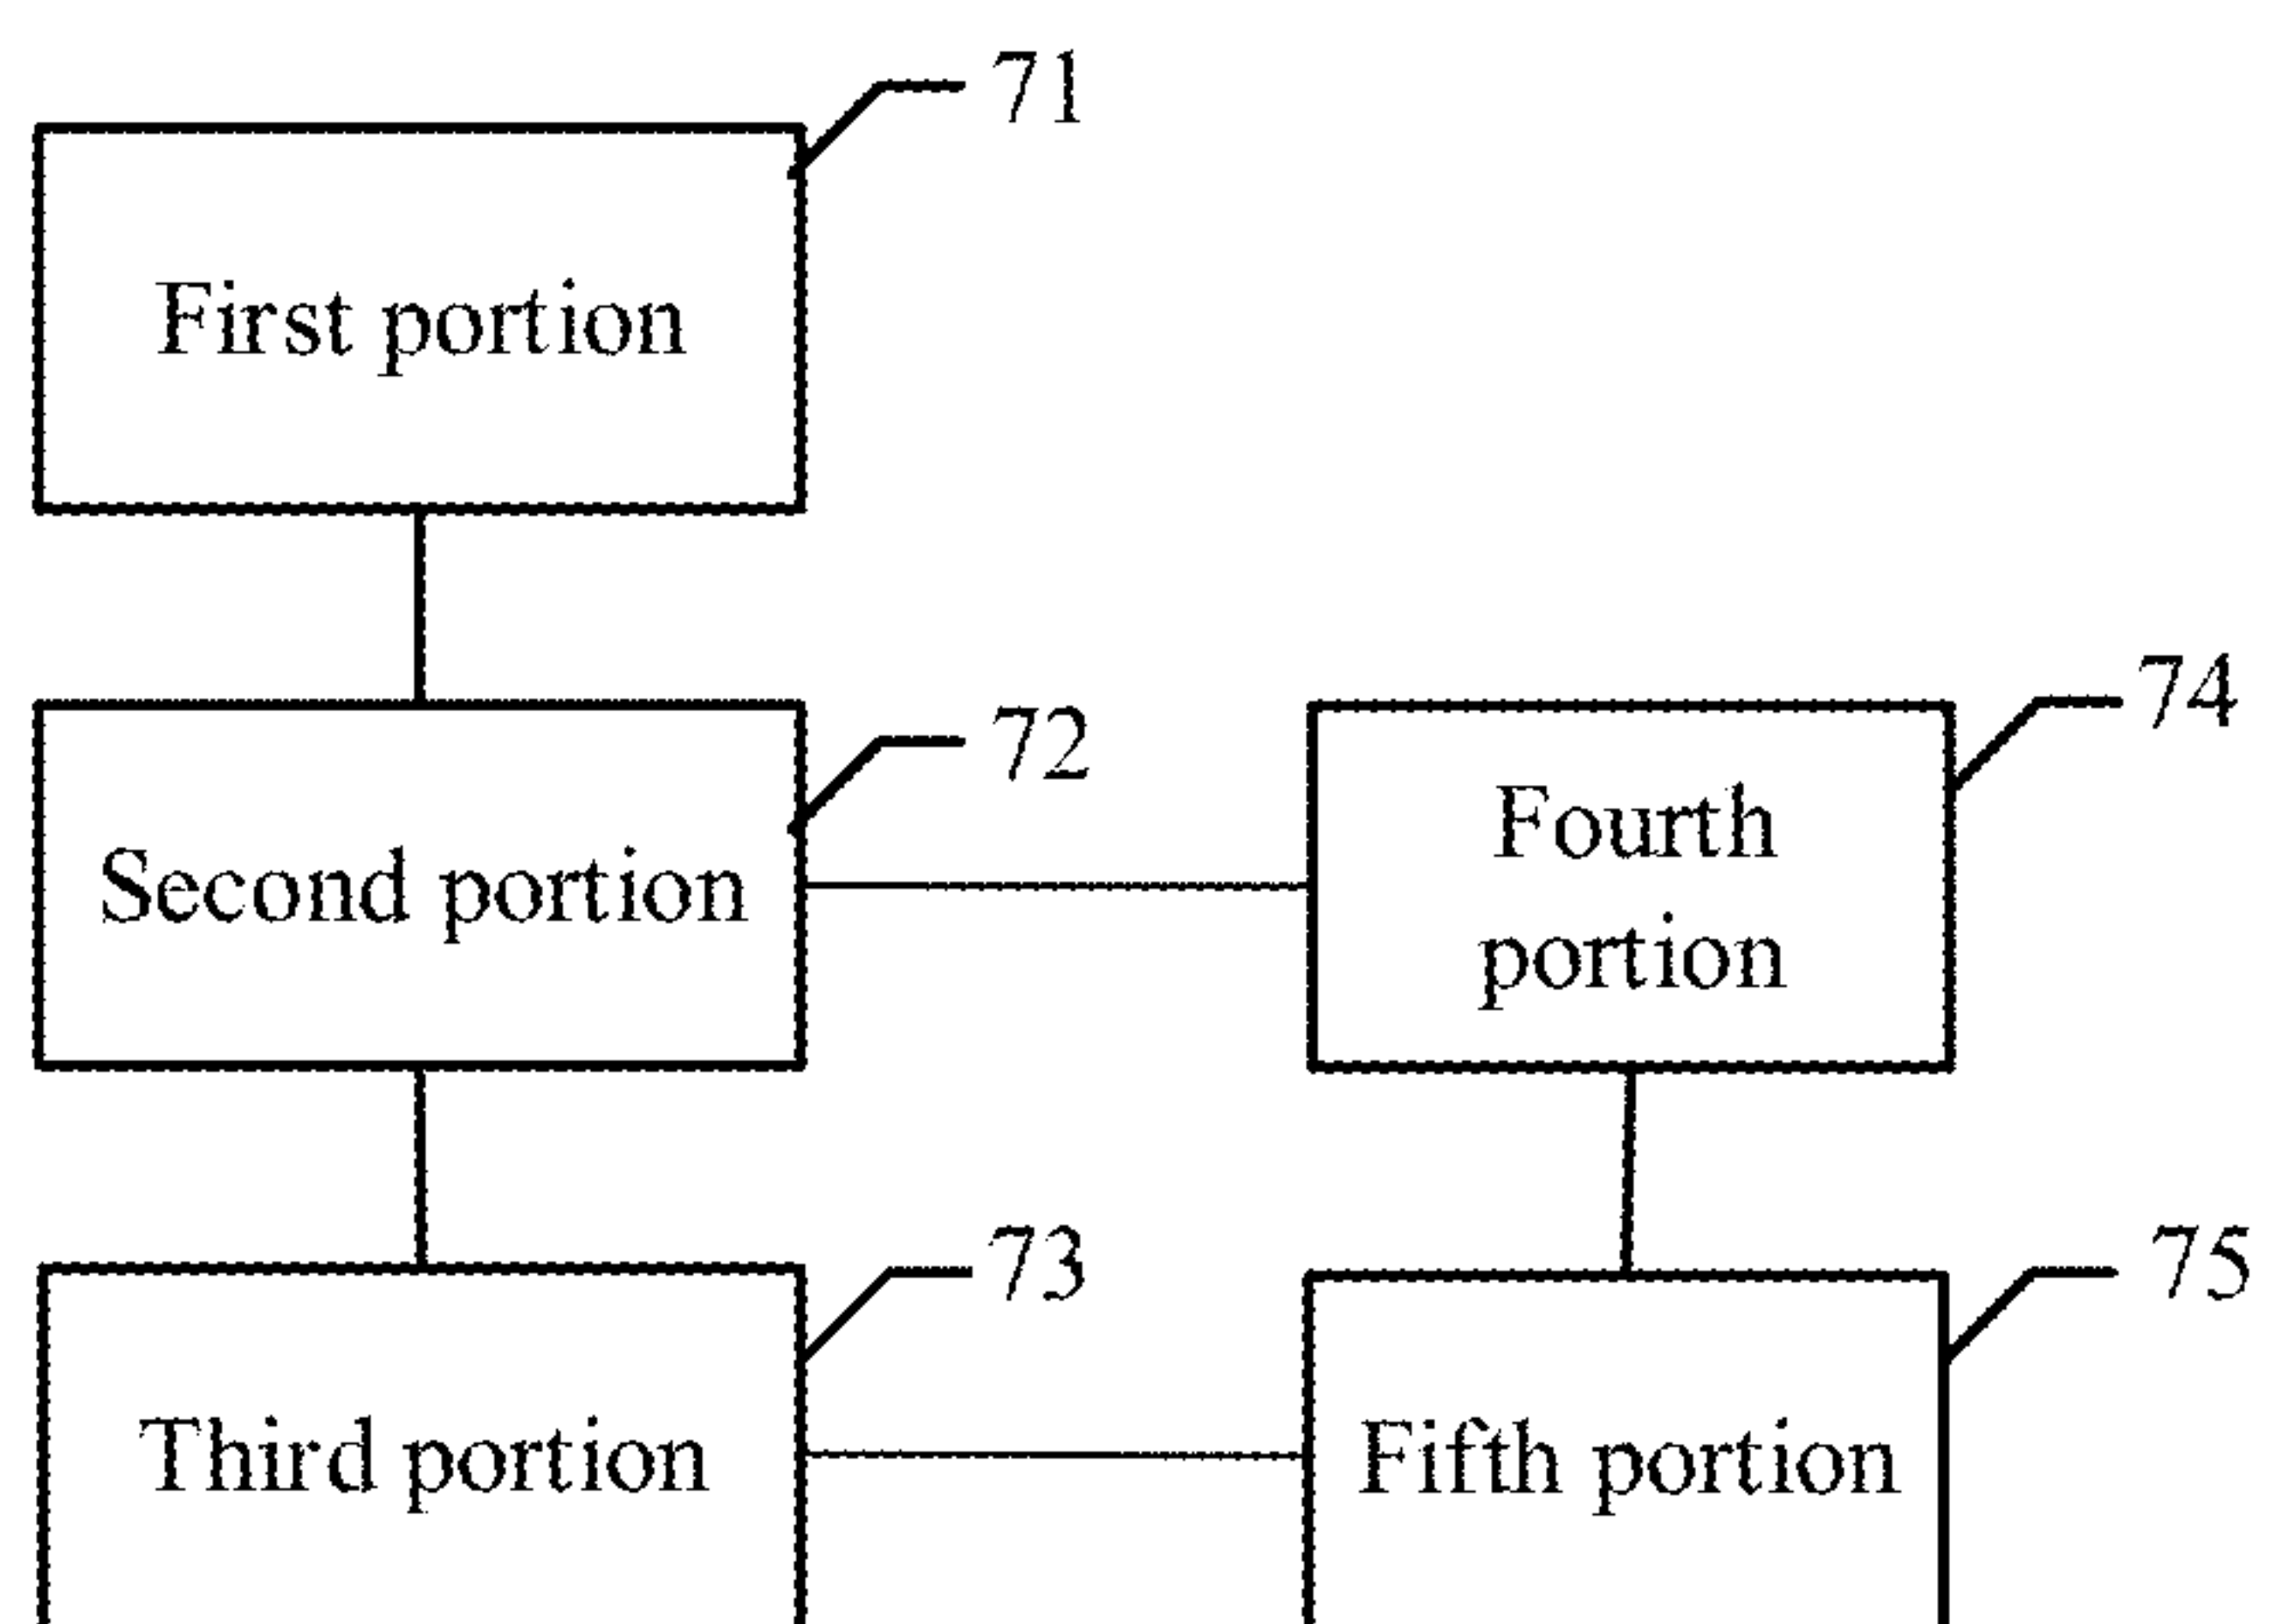 71
First portion
72
Second portion
74
Fourth
portion
73
Third portion
75
Fifth portion